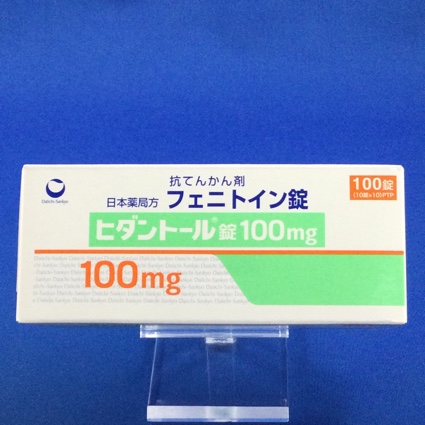 抗てんかん剤
日本薬局方 フェニトイン錠
100錠
(10錠×10)PTP
ヒダントール®錠100mg
100mg
Daiichi-Sankyo